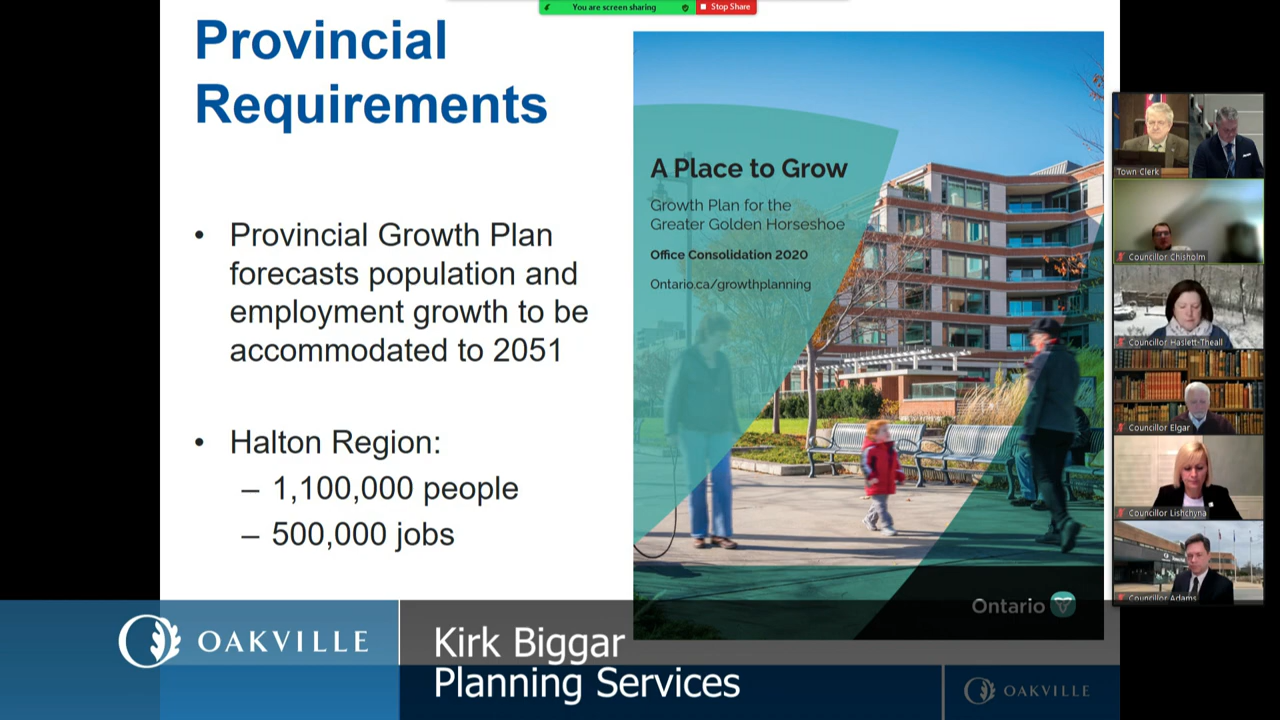 You are screen sharing
Stop Share
Provincial
Requirements
• Provincial Growth Plan
forecasts population and
employment growth to be
accommodated to 2051
• Halton Region:
– 1,100,000 people
– 500,000 jobs
A Place to Grow
Growth Plan for the
Greater Golden Horseshoe
Office Consolidation 2020
Ontario.ca/growthplanning
Ontario
Town Clerk
Councillor Chisholm
Councillor Haslett-Theall
Councillor Elgar
Councillor Lishchyna
Councillor Adams
OAKVILLE
Kirk Biggar
Planning Services
OAKVILLE